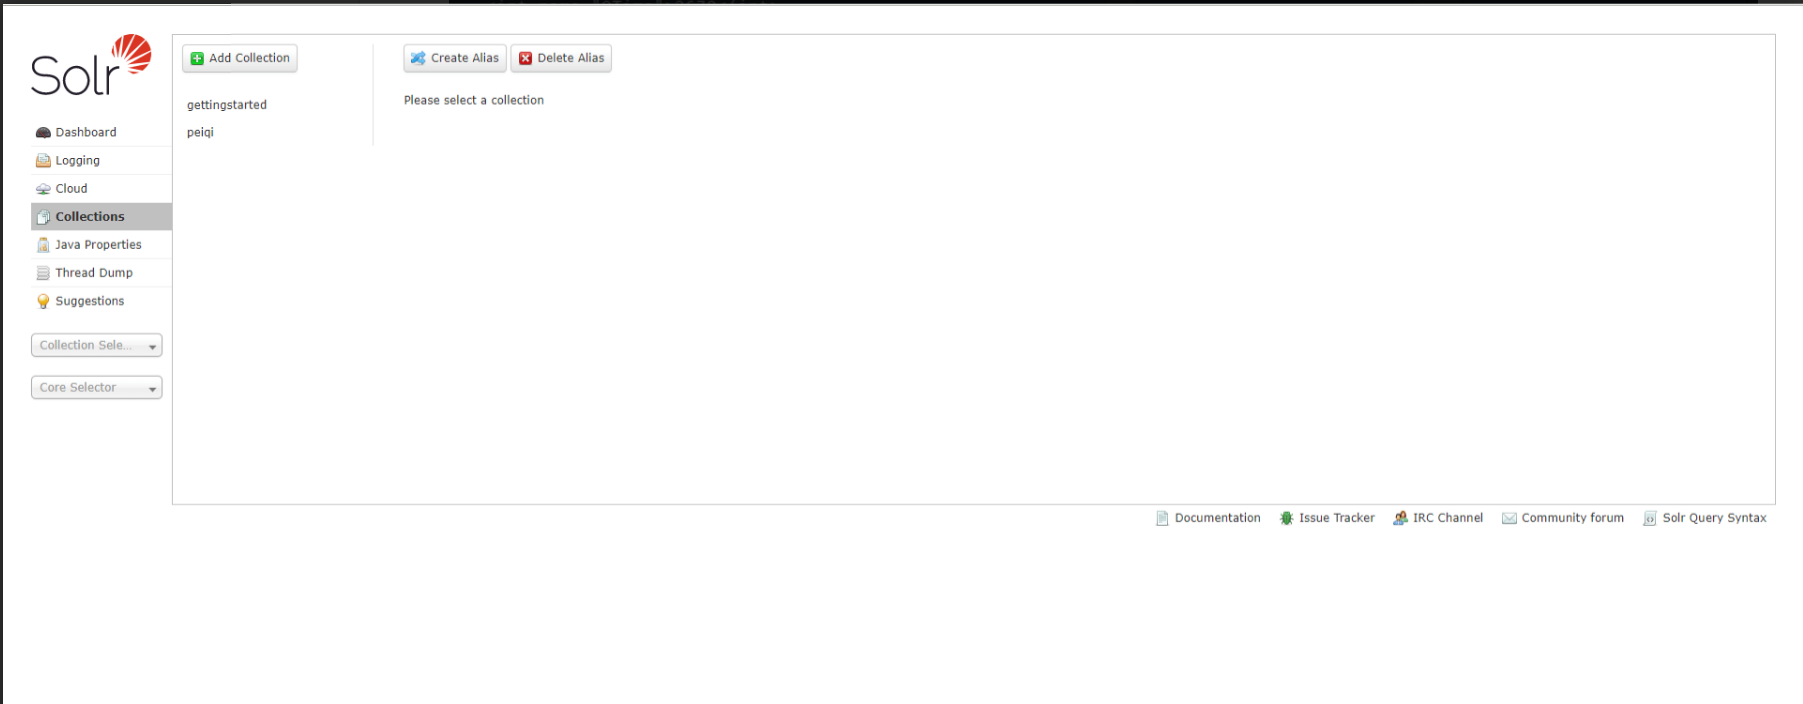 Solr
Dashboard
Logging
Cloud
Collections
Java Properties
Thread Dump
Suggestions
Collection Sele...
Core Selector
Add Collection
gettingstarted
peiqi
Create Alias Delete Alias
Please select a collection
Documentation Issue Tracker IRC Channel Community forum Solr Query Syntax